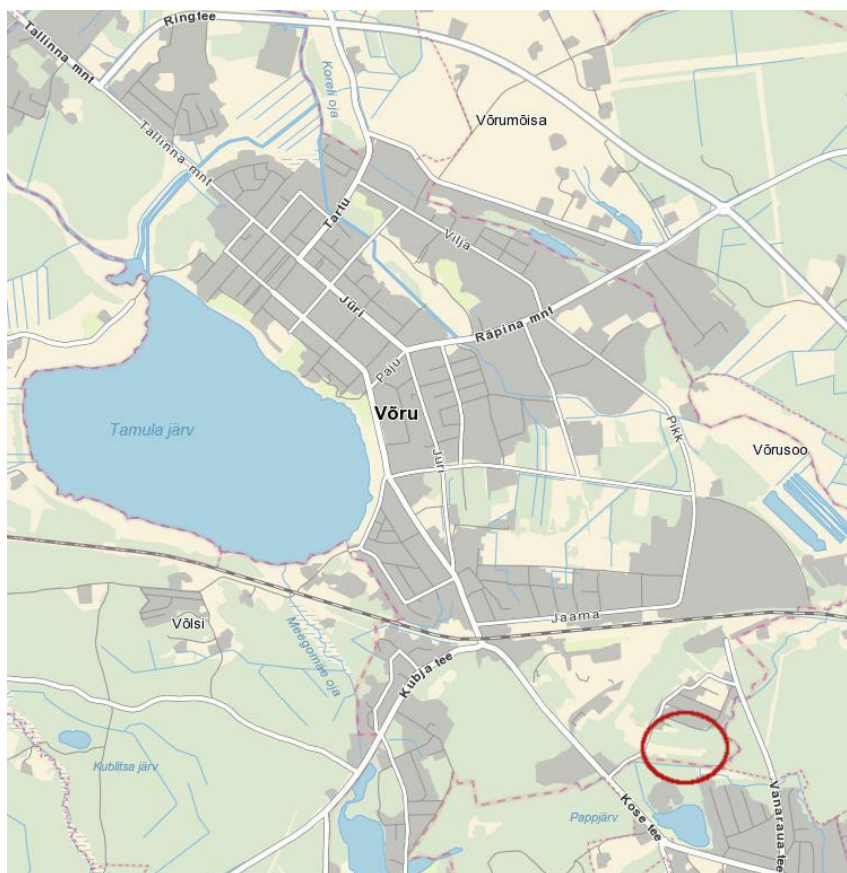 Ringtee
Tallinna mnt
Koreli oja
Võrumõisa
Tallinna mnt
Tartu
Vilja
Jüri
Räpina mnt
Paju
Võru
Tamula järv
Pikk
Jüri
Võrusoo
Jaama
Võlsi
Meegomäe oja
Kubja tee
Kublitsa järv
Kose tee
Vanaraua tee
Pappjärv